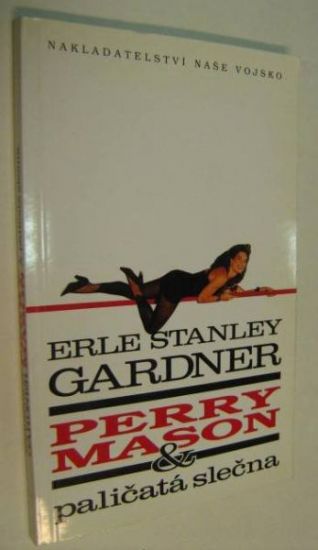 NAKLADATELSTVÍ NAŠE VOJSKO
ERLE STANLEY
GARDNER
PERRY
MASON
&
paličatá slečna